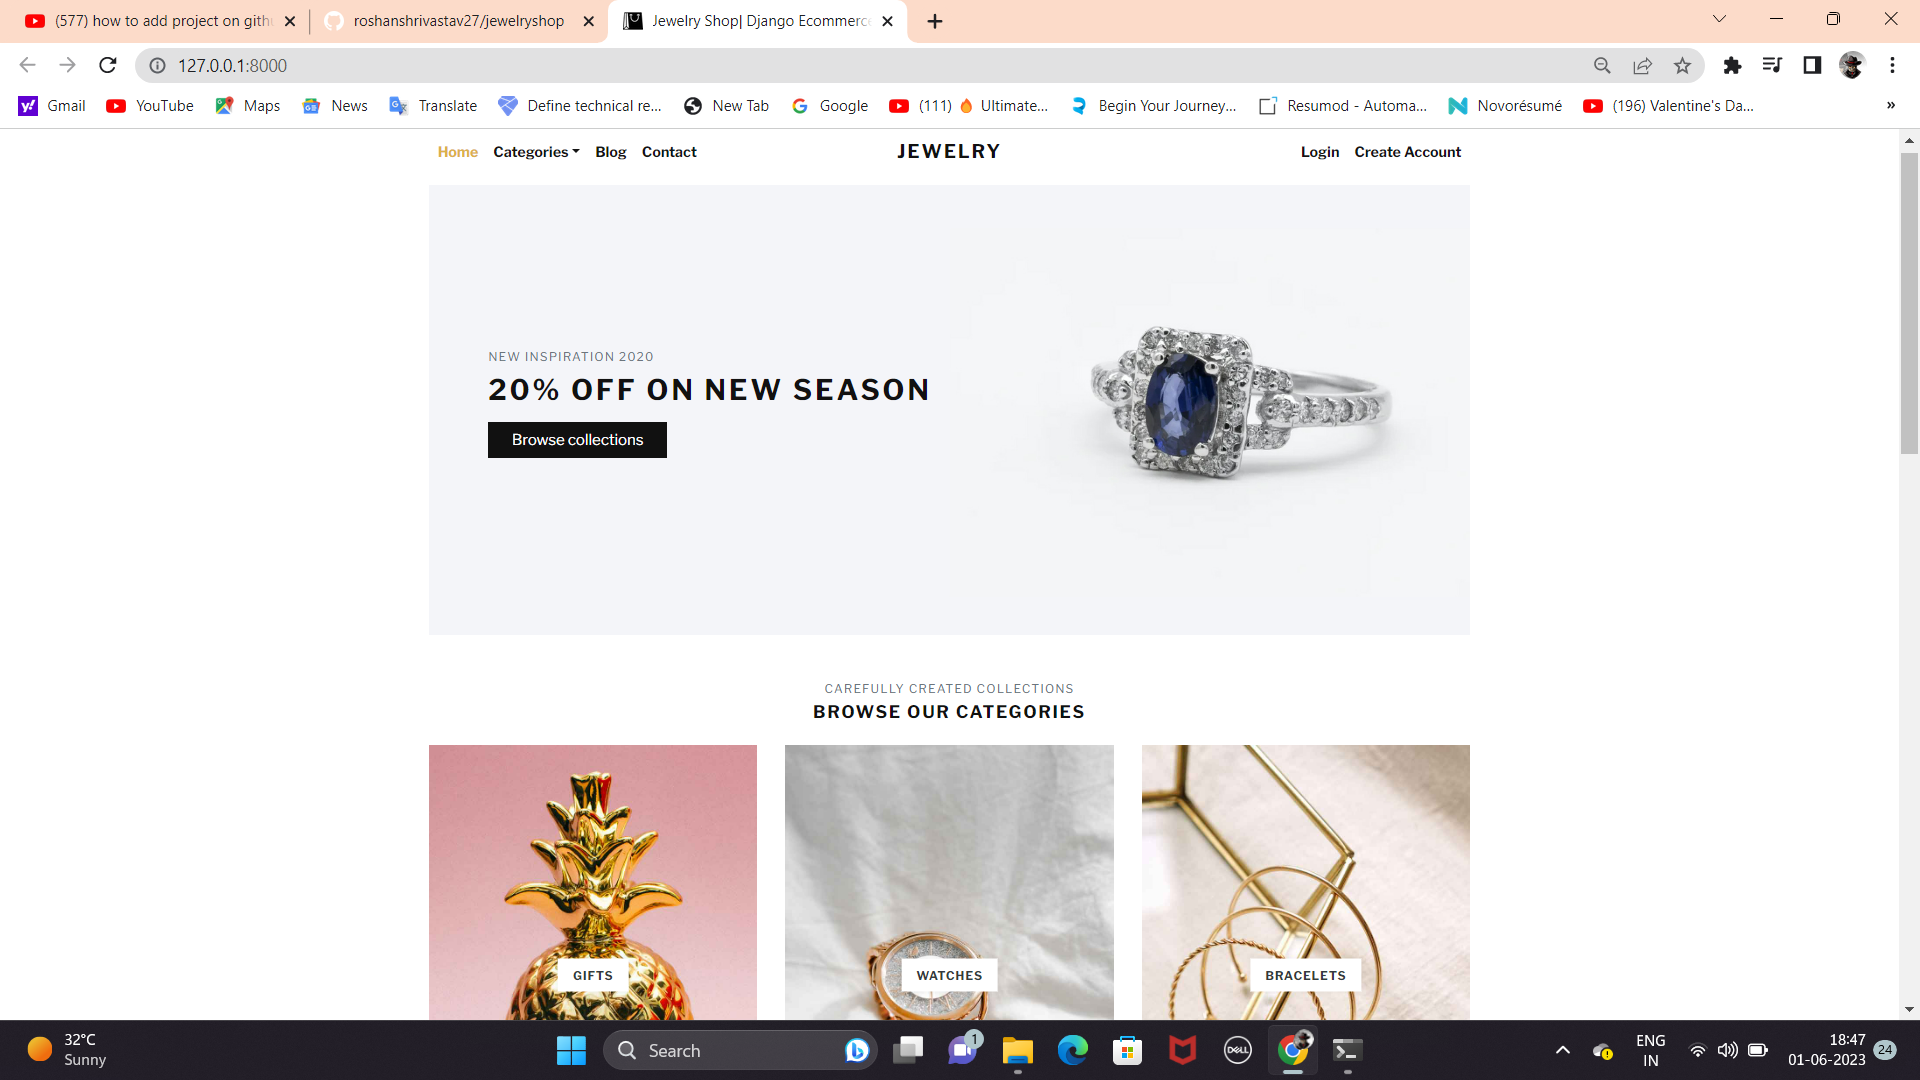 (577) how to add project on gith
roshanshrivastav27/jewelryshop
Jewelry Shop| Django Ecommerce
127.0.0.1:8000
Gmail
YouTube
Maps
News
Translate
Define technical re...
New Tab
Google
(111) 🔥 Ultimate...
Begin Your Journey...
Resumod - Automa...
Novorésumé
(196) Valentine's Da...
»
Home Categories Blog Contact
JEWELRY
Login Create Account
NEW INSPIRATION 2020
20% OFF ON NEW SEASON
Browse collections
CAREFULLY CREATED COLLECTIONS
BROWSE OUR CATEGORIES
GIFTS
WATCHES
BRACELETS
32°C
Sunny
Search
1
DELL
ENG
IN
18:47
01-06-2023
24